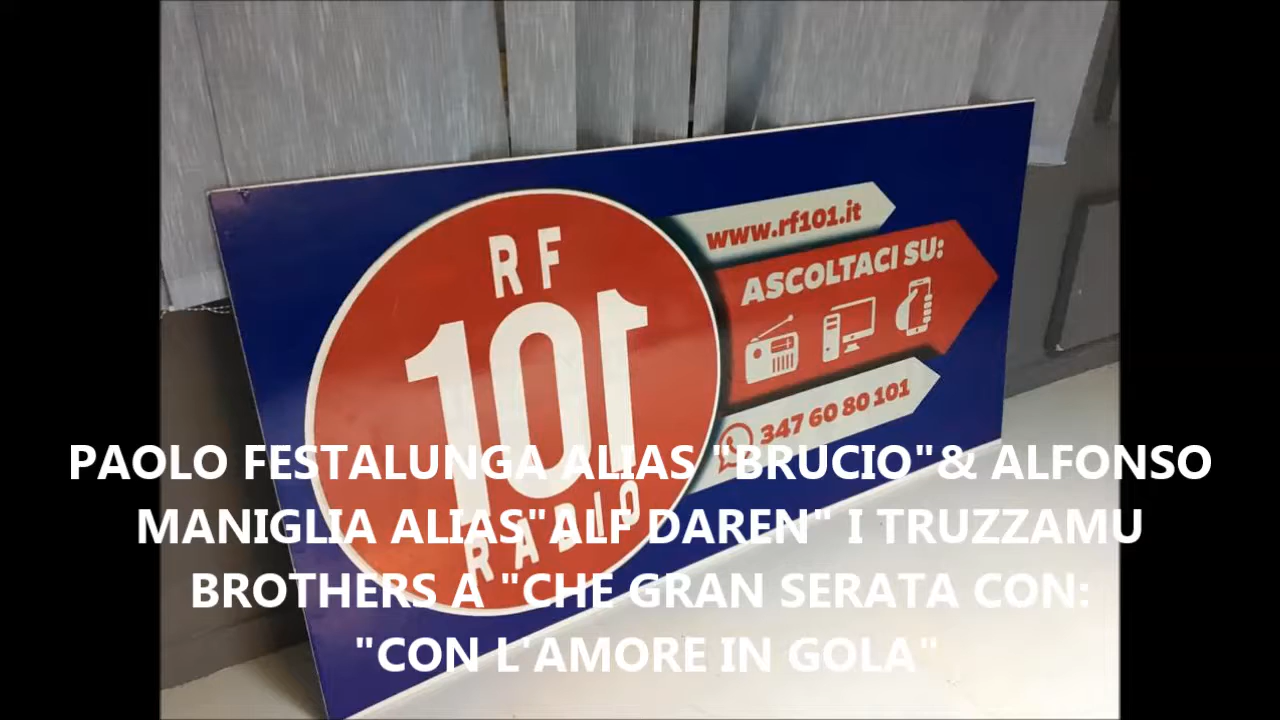 RF
101
RADIO
www.rf101.it
ASCOLTACI SU:
347 60 80 101
PAOLO FESTALUNGA ALIAS "BRUCIO"& ALFONSO
MANIGLIA ALIAS"ALF DAREN" I TRUZZAMU
BROTHERS A "CHE GRAN SERATA CON:
"CON L'AMORE IN GOLA"